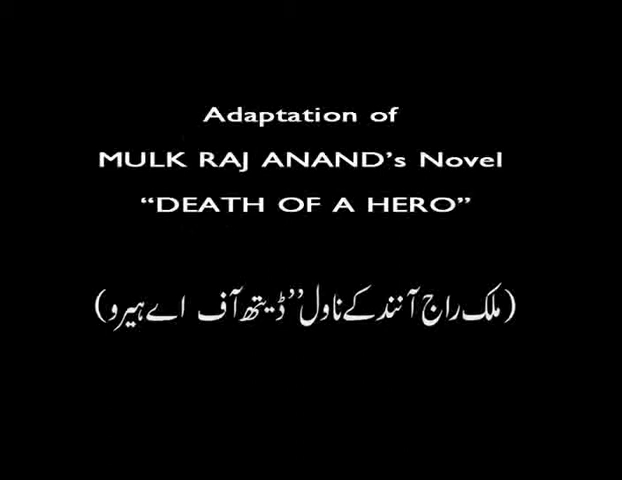 Adaptation of
MULK RAJ ANAND's Novel
“DEATH OF A HERO”
(ملک راج آنند کے ناول ’’ڈیتھ آف اے ہیرو)